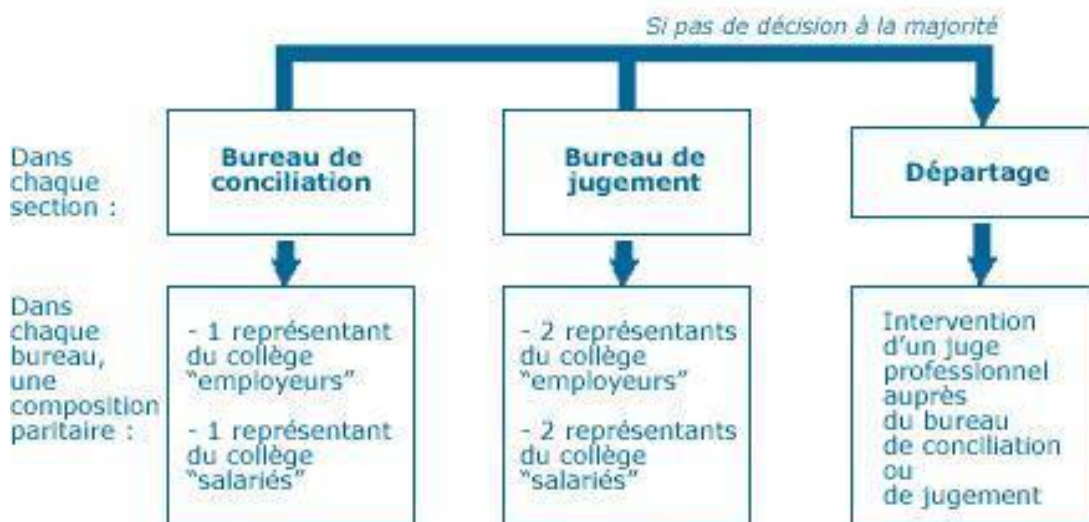 Si pas de décision à la majorité
Dans
chaque
section :
Bureau de
conciliation
Bureau de
jugement
Départage
Dans
chaque
bureau,
une
composition
paritaire :
- 1 représentant
du collège
"employeurs"
- 1 représentant
du collège
"salariés"
- 2 représentants
du collège
"employeurs"
- 2 représentants
du collège
"salariés"
Intervention
d'un juge
professionnel
auprès
du bureau
de conciliation
ou
de jugement